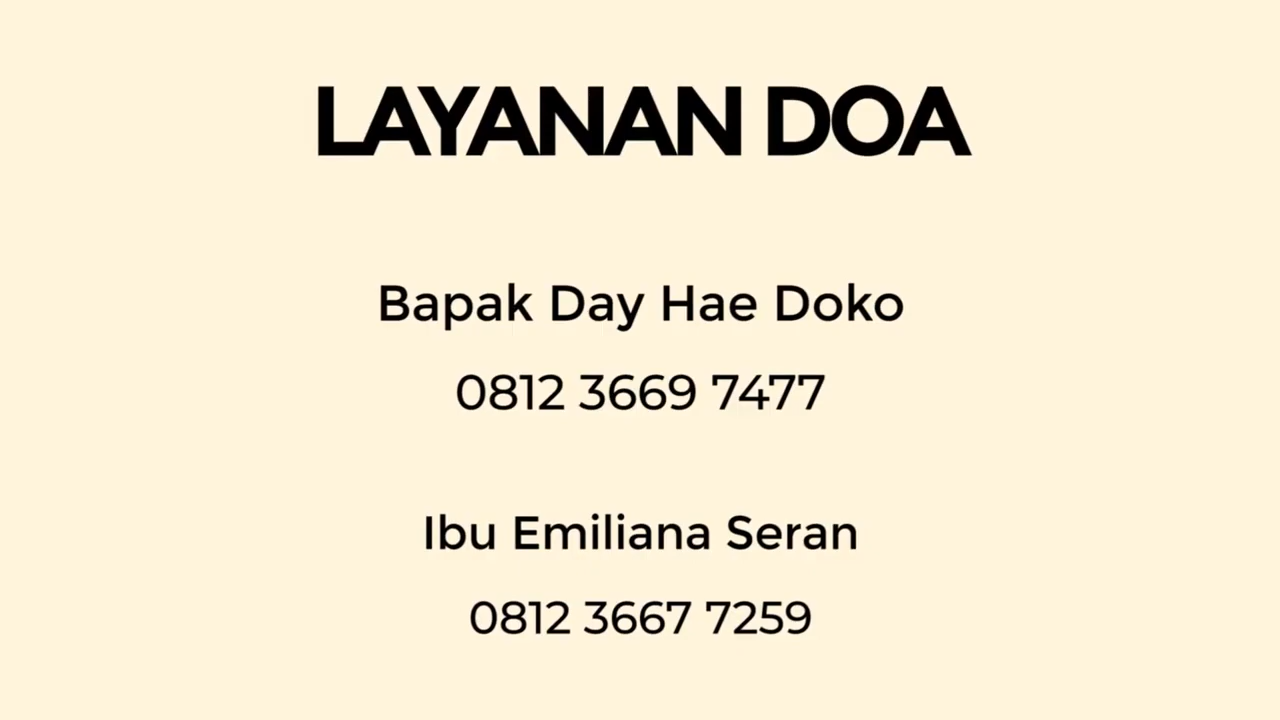 LAYANAN DOA
Bapak Day Hae Doko
0812 3669 7477
Ibu Emiliana Seran
0812 3667 7259